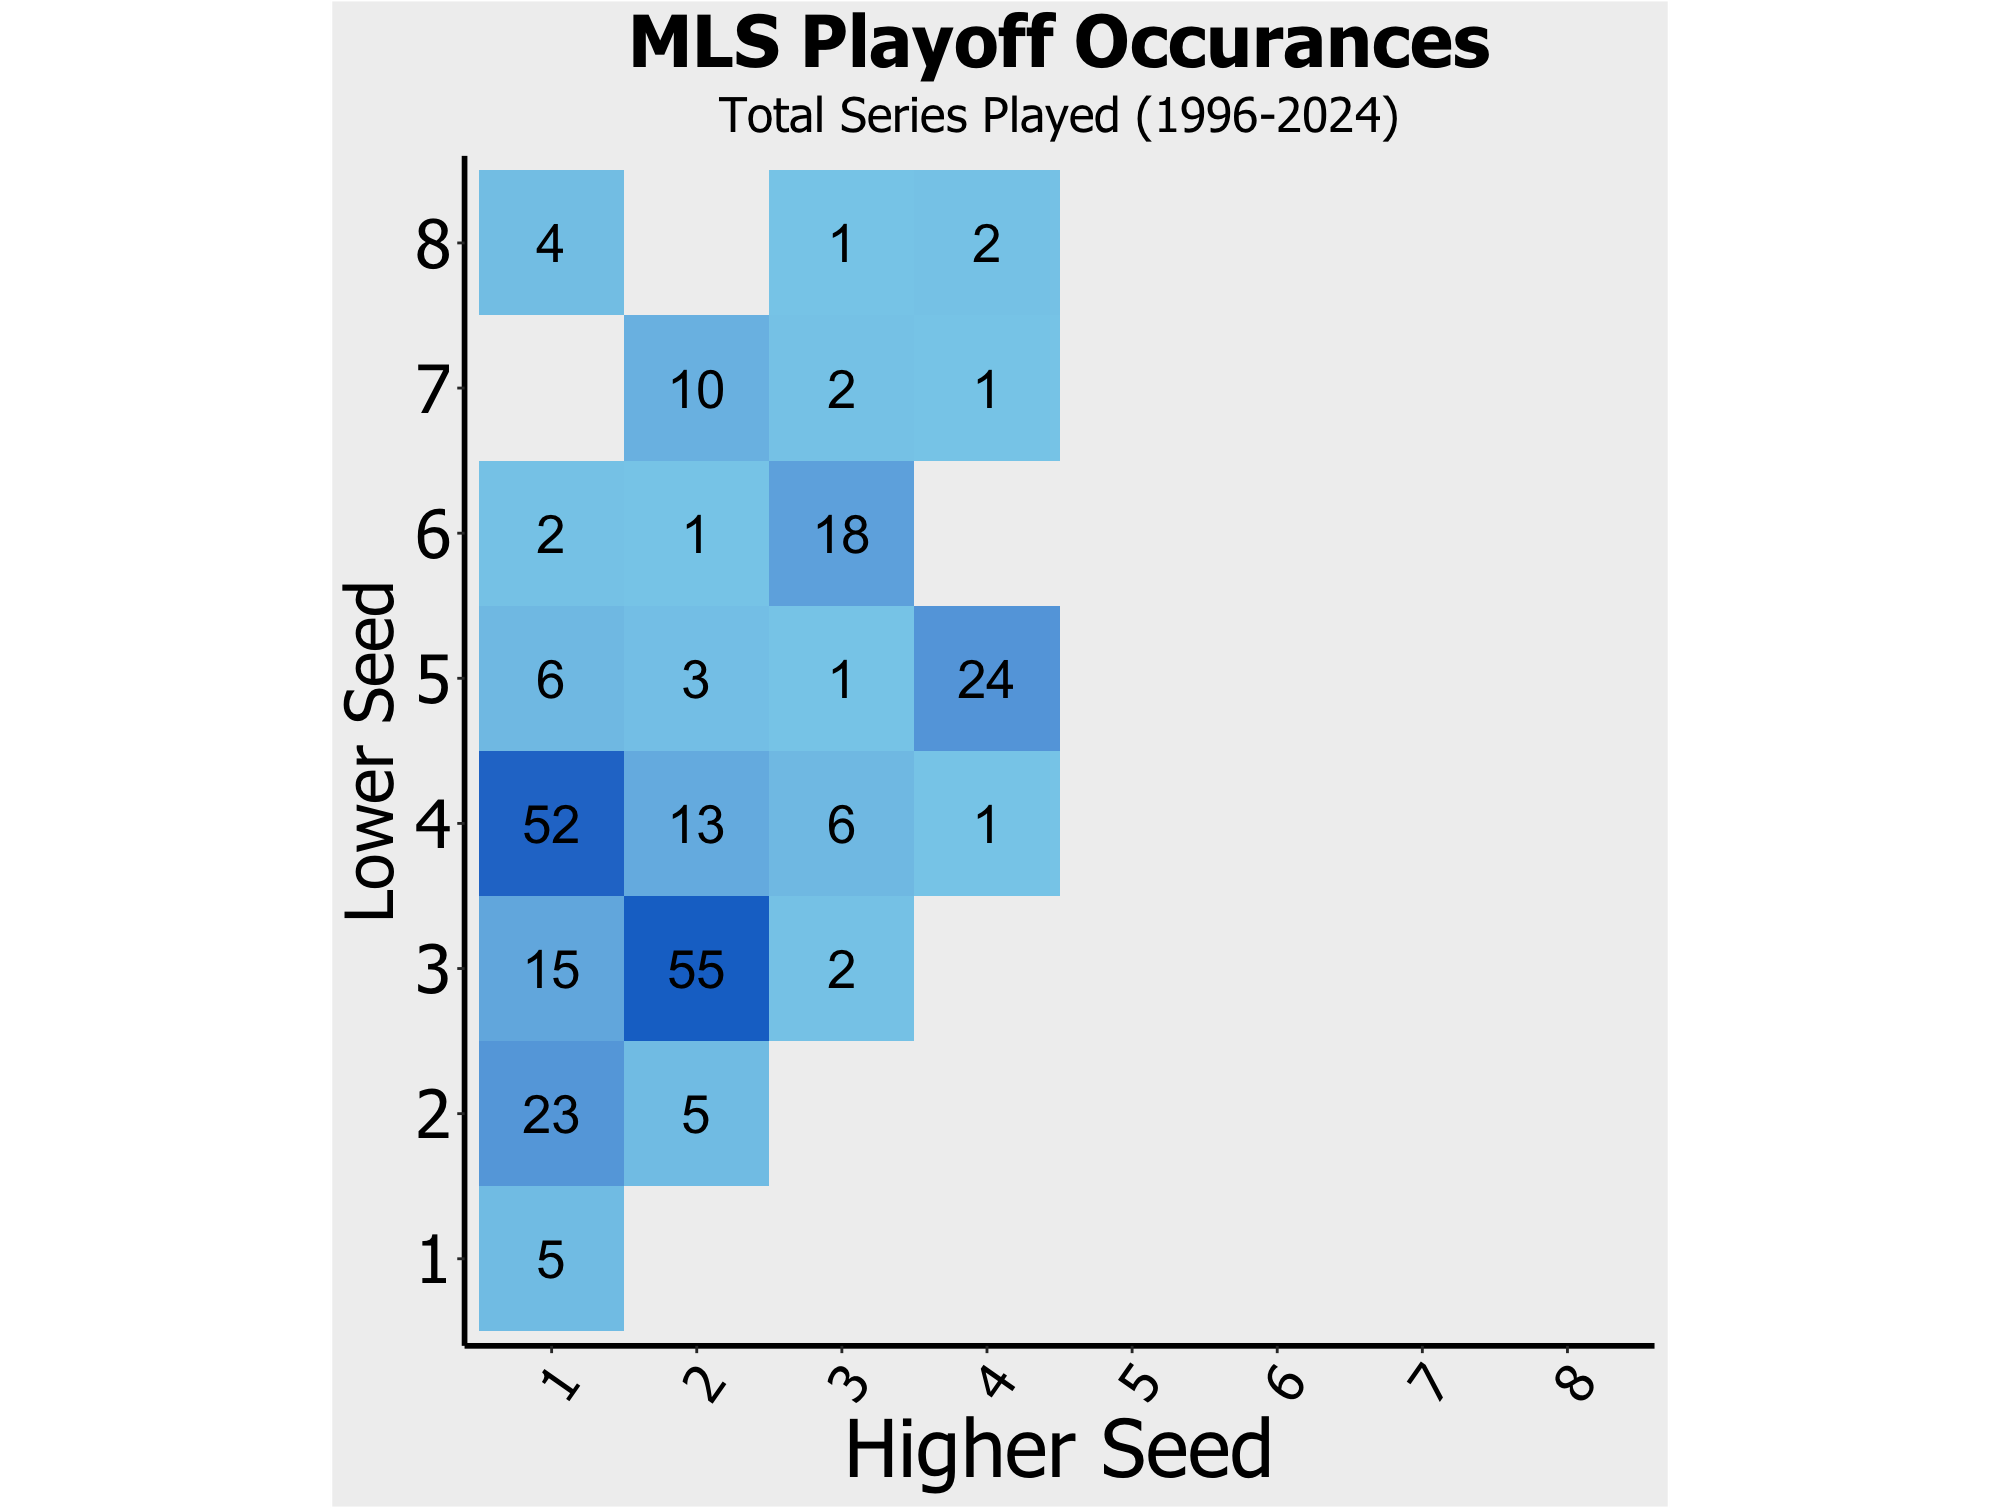 MLS Playoff Occurances
Total Series Played (1996-2024)
8 4 1 2
7 10 2 1
6 2 1 18
5 6 3 1 24
4 52 13 6 1
3 15 55 2
2 23 5
1 5
Lower Seed
1 2 3 4 5 6 7 8
Higher Seed